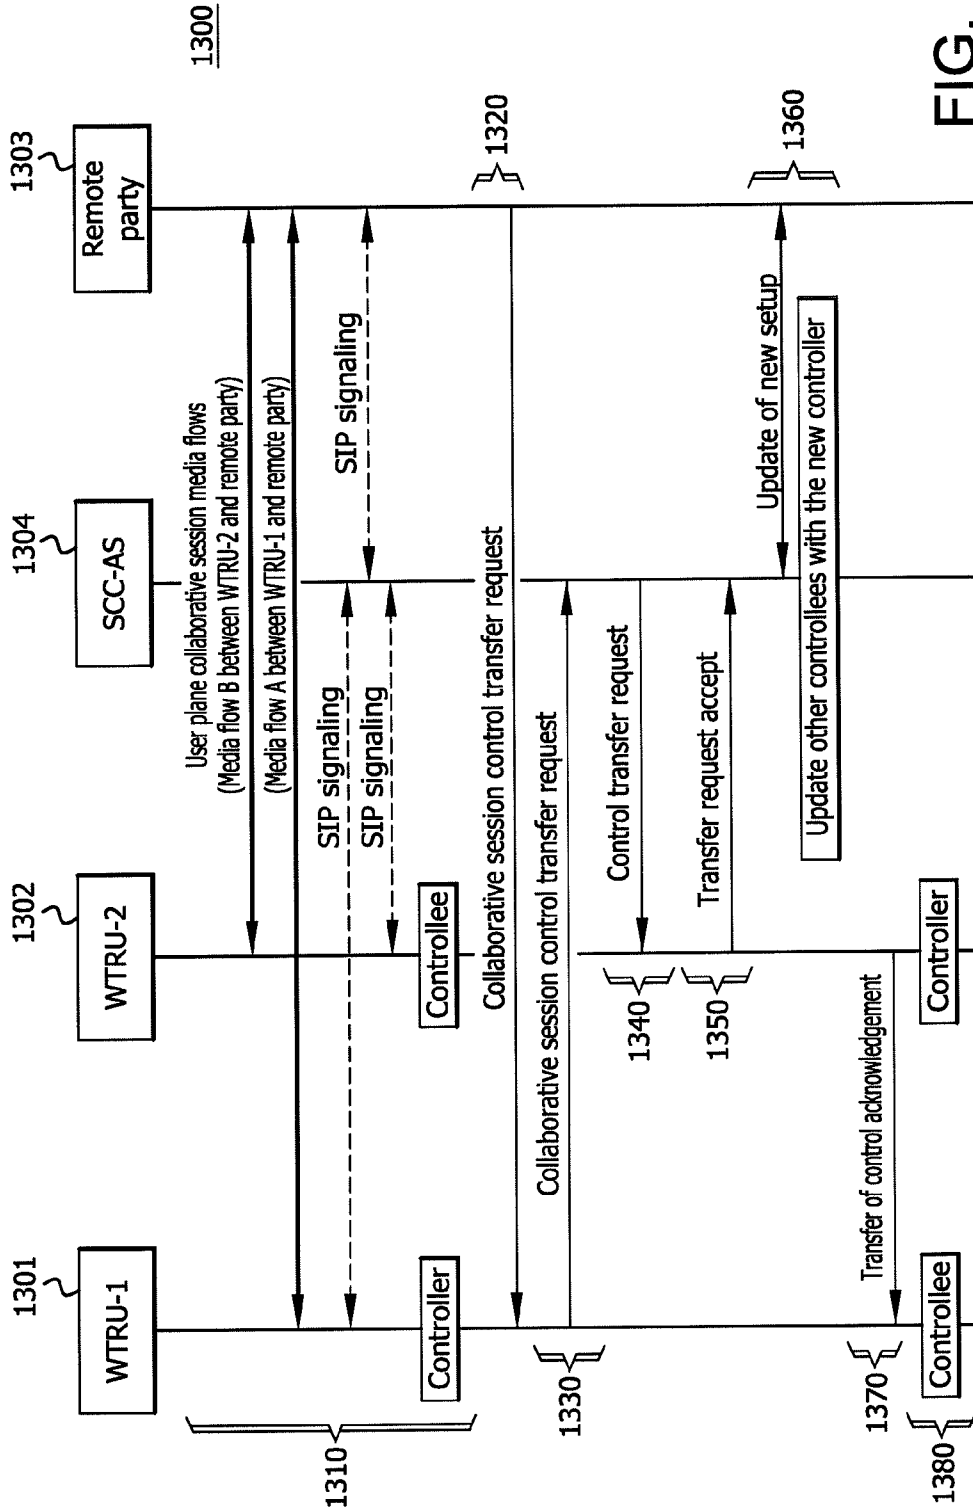 1300
1301
WTRU-1
1302
WTRU-2
1304
SCC-AS
1303
Remote
party
User plane collaborative session media flows
(Media flow B between WTRU-2 and remote party)
(Media flow A between WTRU-1 and remote party)
SIP signaling
SIP signaling
SIP signaling
1310
Controller
Controllee
Collaborative session control transfer request
1320
Collaborative session control transfer request
1330
Control transfer request
1340
Transfer request accept
1350
Update of new setup
1360
Update other controllees with the new controller
Transfer of control acknowledgement
1370
Controllee
Controller
1380
FIG.